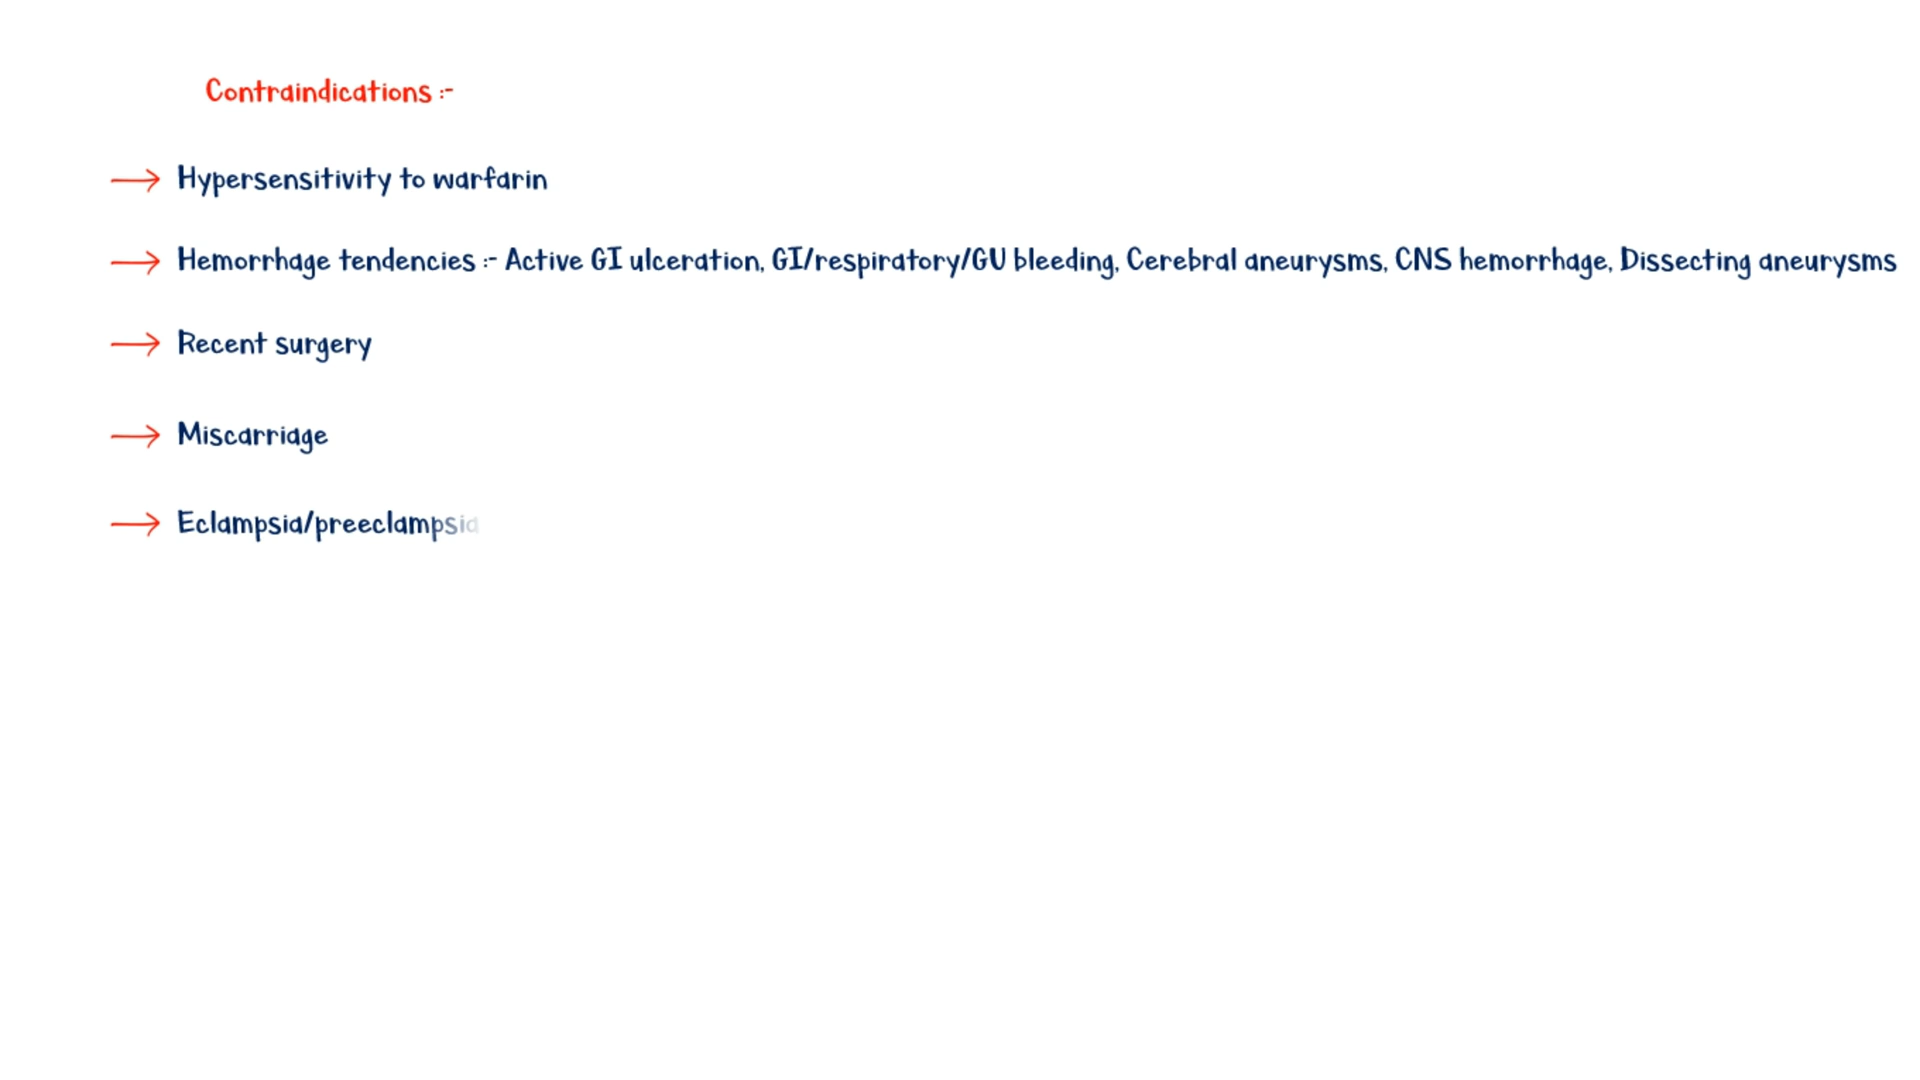 Contraindications :-
Hypersensitivity to warfarin
Hemorrhage tendencies :- Active GI ulceration, GI/respiratory/GU bleeding, Cerebral aneurysms, CNS hemorrhage, Dissecting aneurysms
Recent surgery
Miscarriage
Eclampsia/preeclampsia